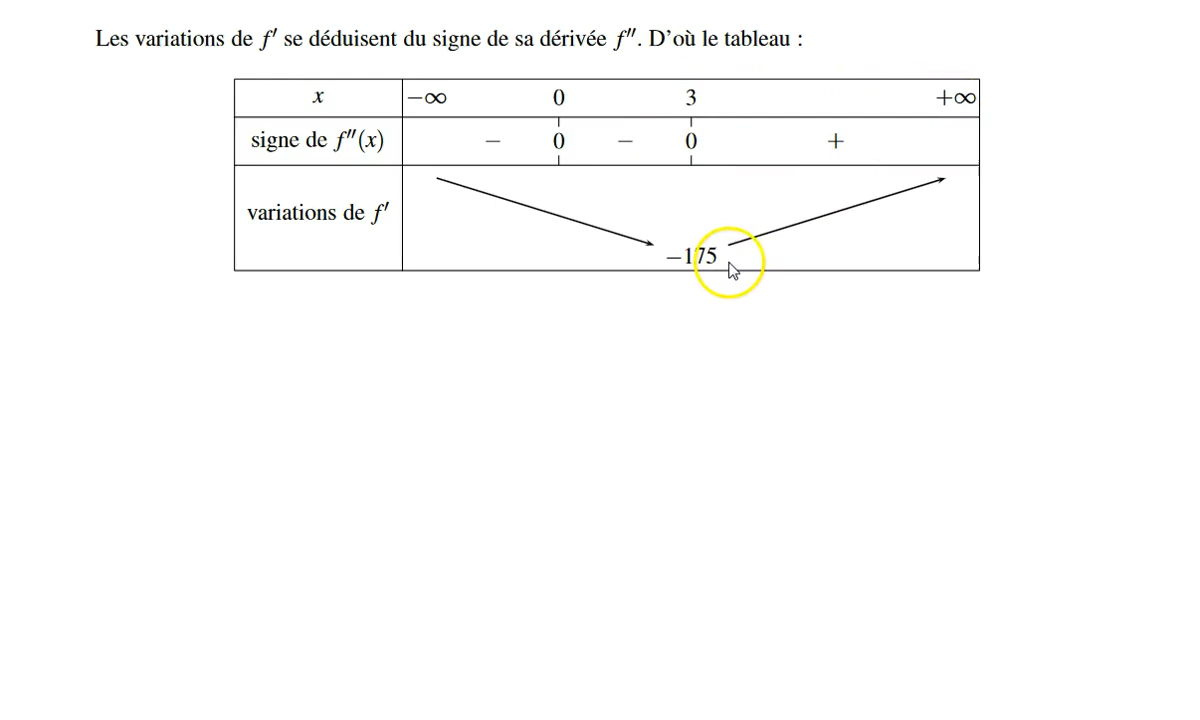 Les variations de f′ se déduisent du signe de sa dérivée f″. D’où le tableau :
x −∞ 0 3 +∞
signe de f″(x) − 0 − 0 +
variations de f′
−175